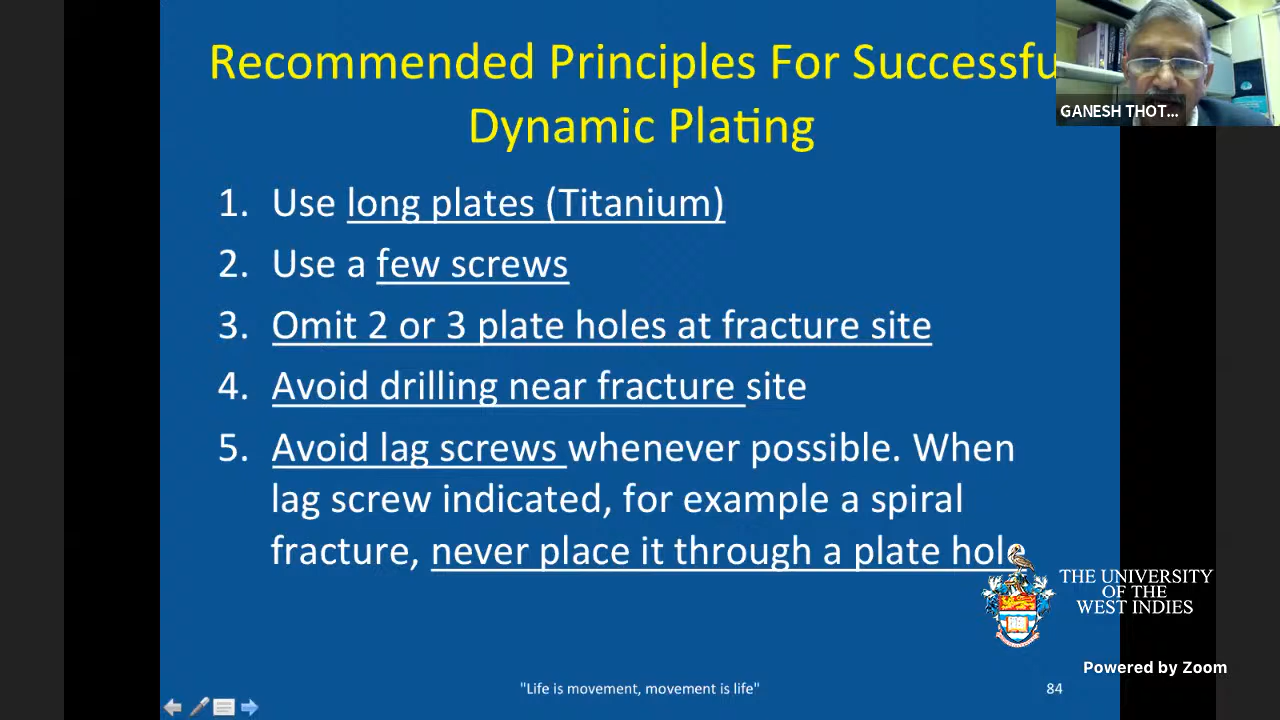 Recommended Principles For Successfu
Dynamic Plating
GANESH THOT...
1. Use long plates (Titanium)
2. Use a few screws
3. Omit 2 or 3 plate holes at fracture site
4. Avoid drilling near fracture site
5. Avoid lag screws whenever possible. When
lag screw indicated, for example a spiral
fracture, never place it through a plate hole
THE UNIVERSITY
OF THE
WEST INDIES
Powered by Zoom
"Life is movement, movement is life"
84